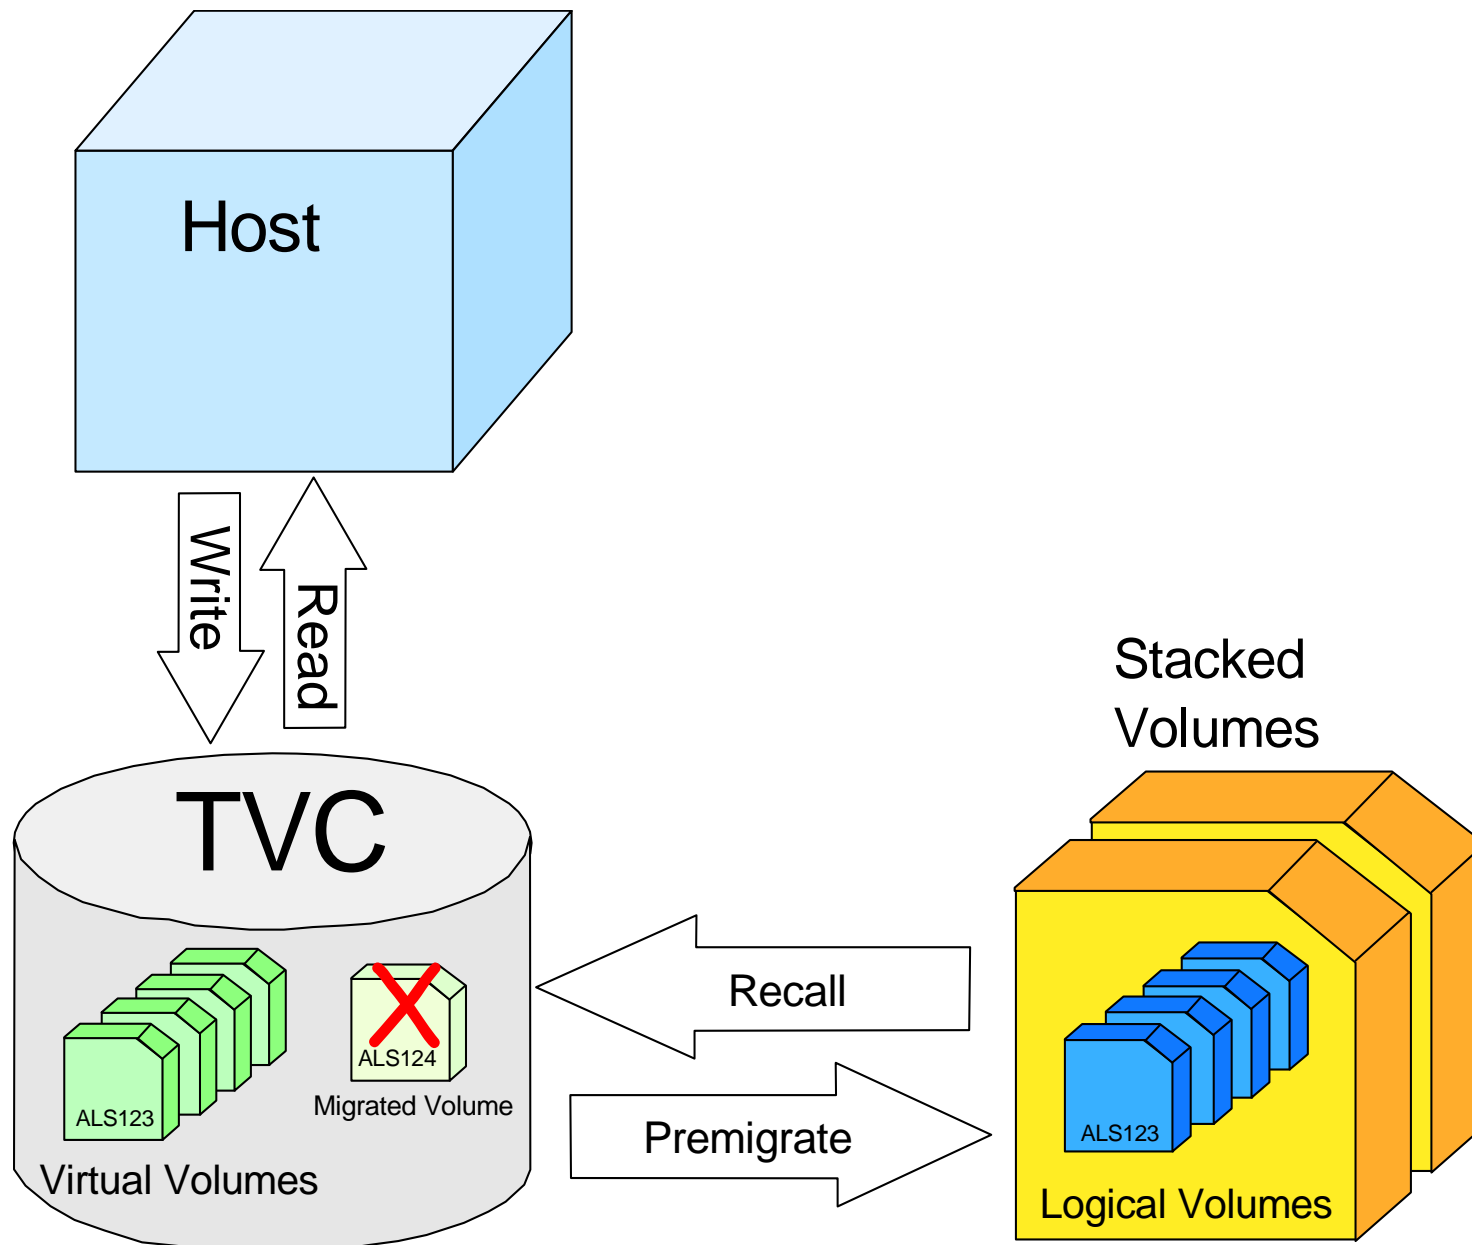 Host
Write
Read
Stacked
Volumes
TVC
Recall
ALS124
Migrated Volume
ALS123
Virtual Volumes
Premigrate
ALS123
Logical Volumes